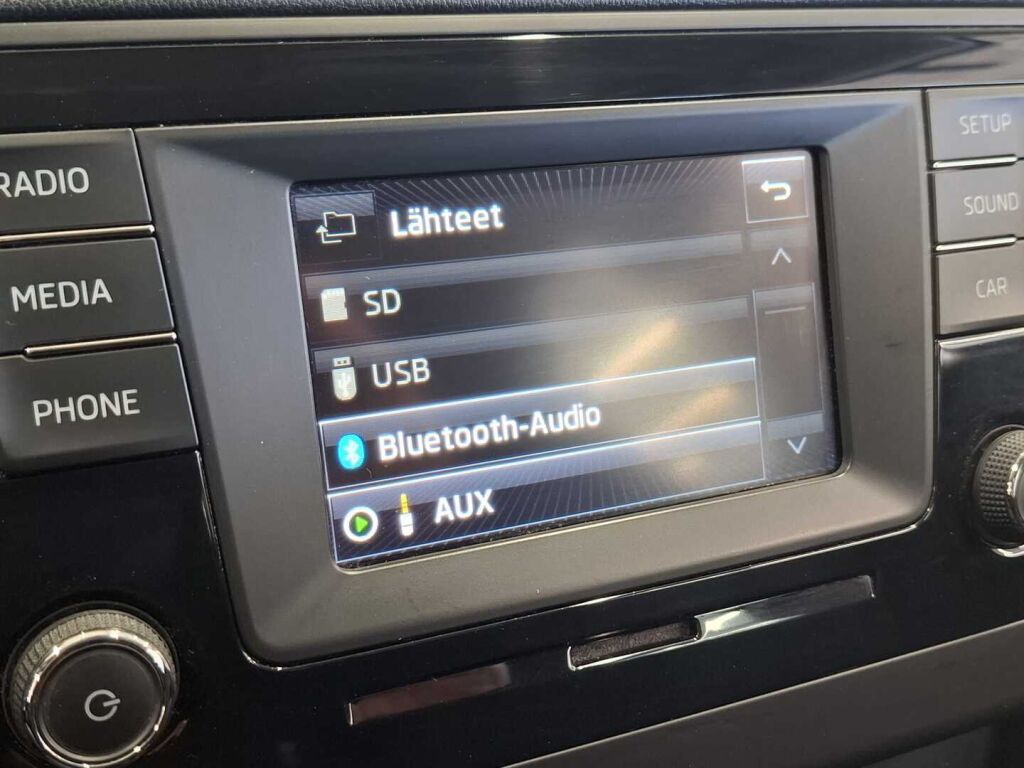 RADIO
MEDIA
PHONE
Lähteet
SD
USB
Bluetooth-Audio
AUX
SETUP
SOUND
CAR